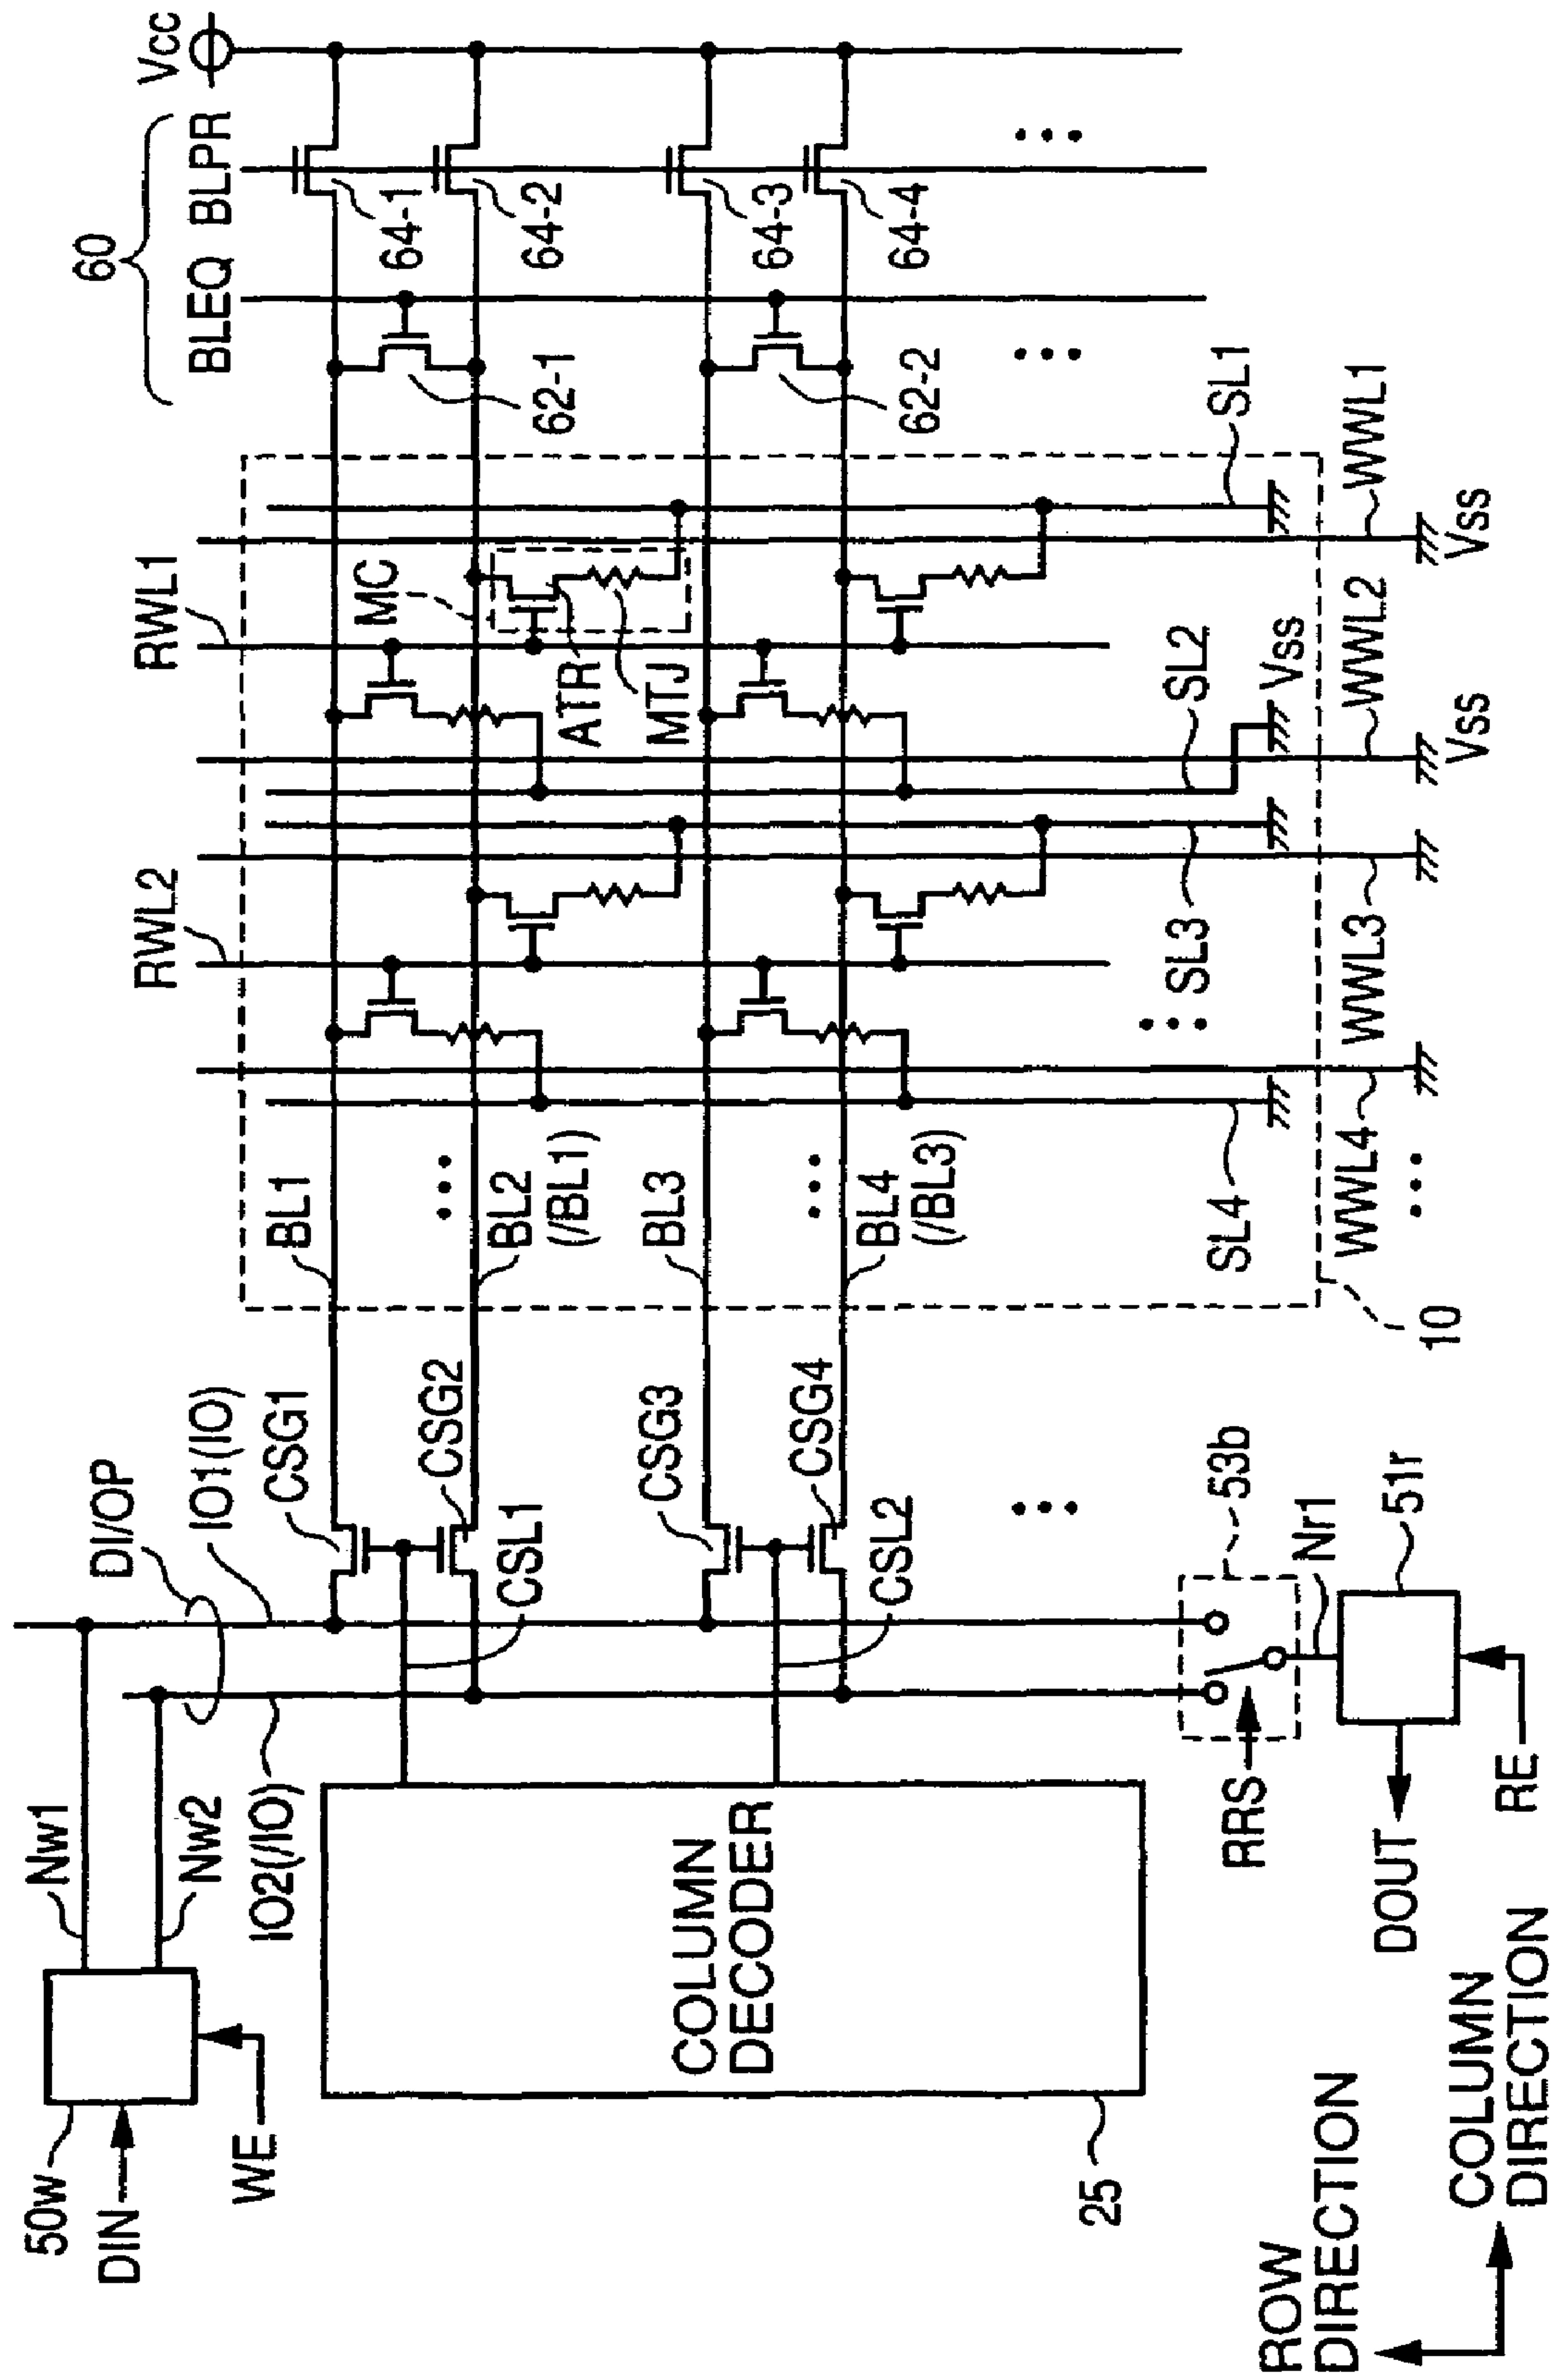 60
BLEQ
BLPR
Vcc
64-1
64-2
64-3
64-4
62-1
62-2
RWL1
RWL2
MC
ATR
MTJ
SL1
WWL1
Vss
SL2
Vss
WWL2
Vss
SL3
WWL3
SL4
WWL4
10
BL1
BL2
(/BL1)
BL3
BL4
(/BL3)
DI/OP
IO1(IO)
CSG1
CSG2
CSL1
CSG3
CSG4
CSL2
53b
Nr1
51r
RRS
DOUT
RE
Nw1
Nw2
IO2(/IO)
50w
DIN
WE
COLUMN
DECODER
25
ROW
DIRECTION
COLUMN
DIRECTION